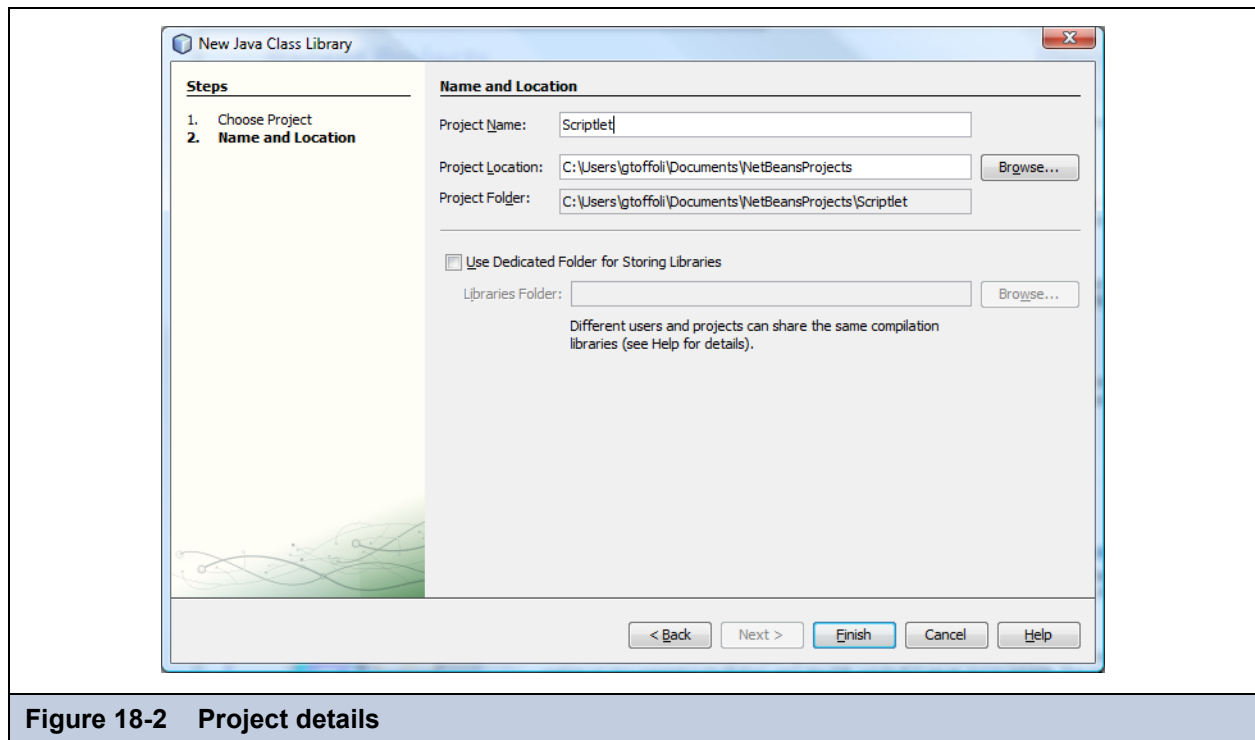 New Java Class Library
Steps
1. Choose Project
2. Name and Location
Name and Location
Project Name: Scriptlet
Project Location: C:\Users\gtoffoli\Documents\NetBeansProjects Browse...
Project Folder: C:\Users\gtoffoli\Documents\NetBeansProjects\Scriptlet
Use Dedicated Folder for Storing Libraries
Libraries Folder: Browse...
Different users and projects can share the same compilation
libraries (see Help for details).
< Back Next > Finish Cancel Help
Figure 18-2 Project details